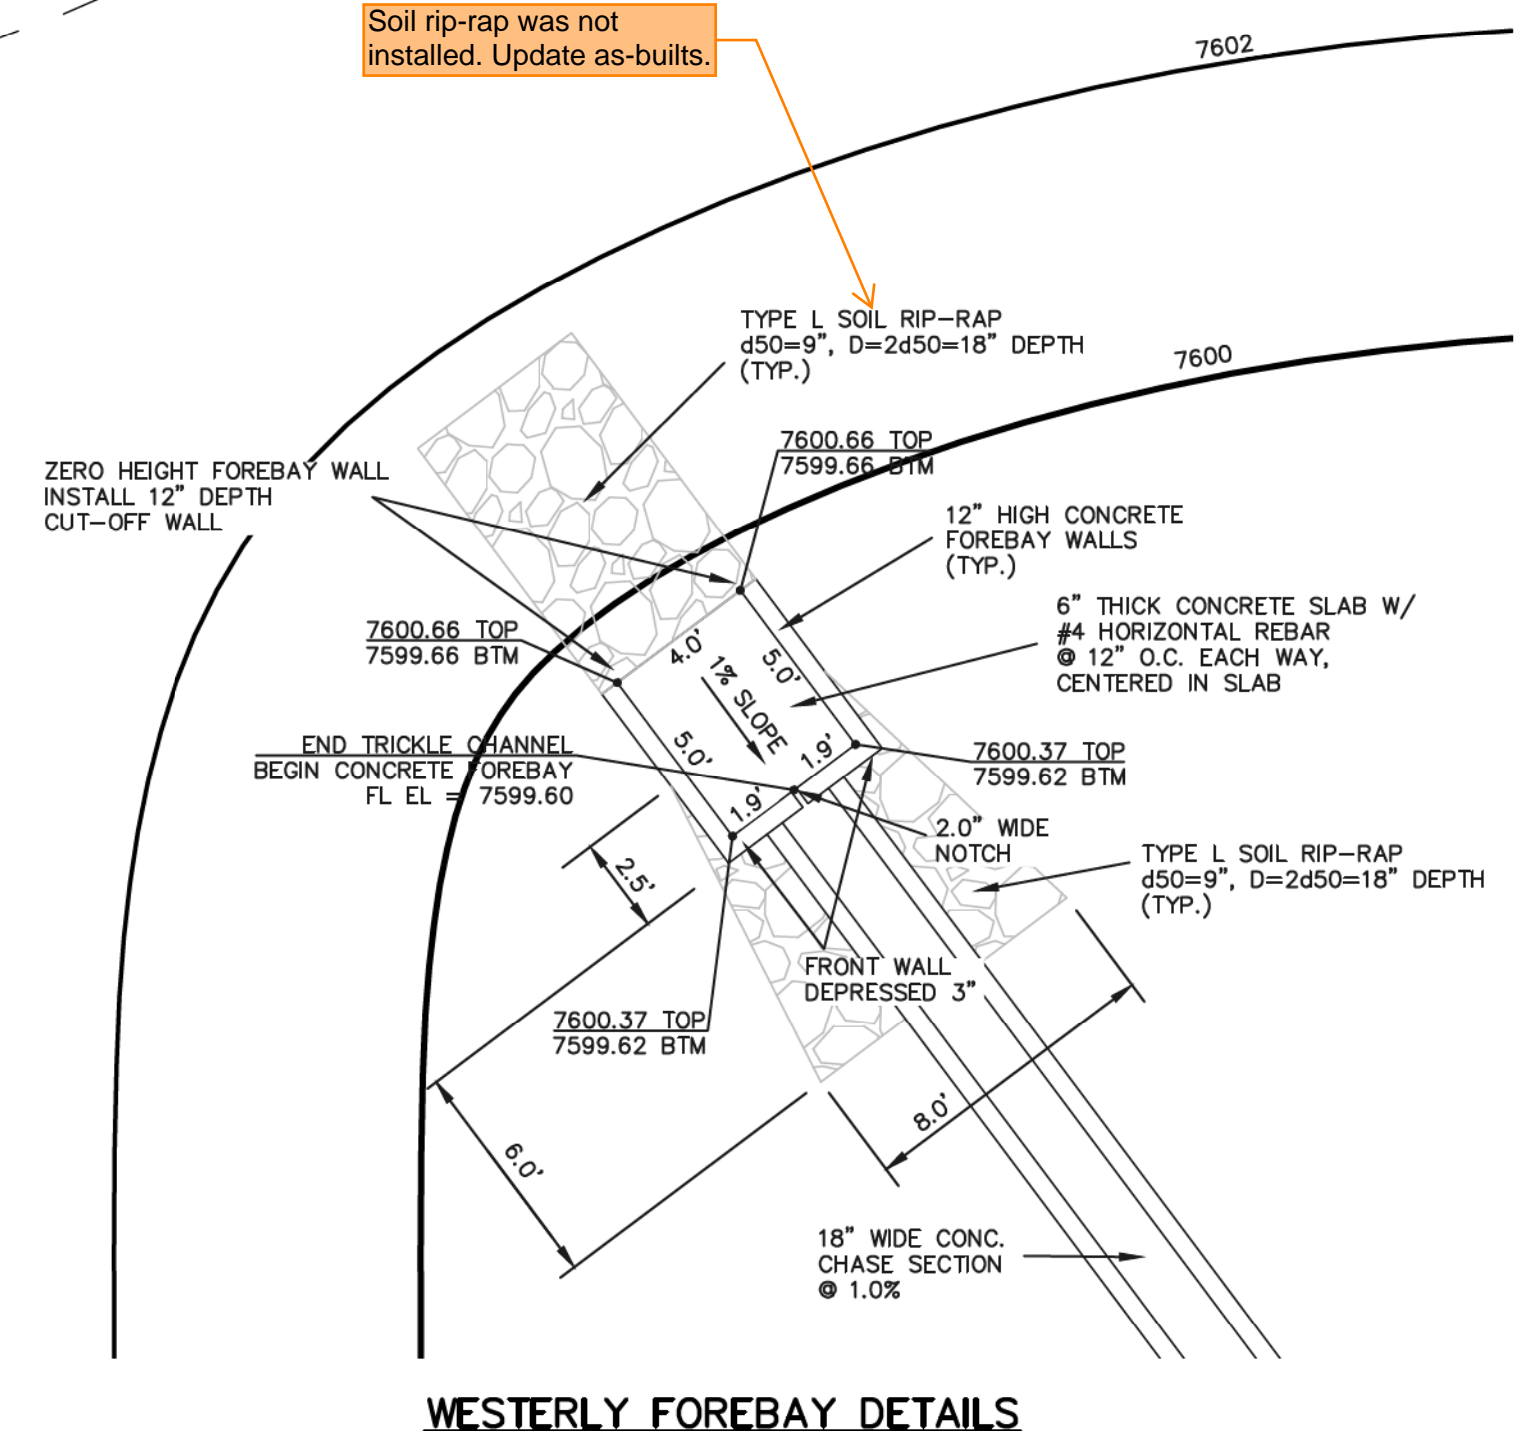 Soil rip-rap was not
installed. Update as-builts.
7602
TYPE L SOIL RIP-RAP
d50=9", D=2d50=18" DEPTH
(TYP.)
7600
7600.66 TOP
7599.66 BTM
ZERO HEIGHT FOREBAY WALL
INSTALL 12" DEPTH
CUT-OFF WALL
12" HIGH CONCRETE
FOREBAY WALLS
(TYP.)
6" THICK CONCRETE SLAB W/
#4 HORIZONTAL REBAR
@ 12" O.C. EACH WAY,
CENTERED IN SLAB
7600.66 TOP
7599.66 BTM
4.0'
5.0'
1% SLOPE
5.0'
1.9'
1.9'
END TRICKLE CHANNEL
BEGIN CONCRETE FOREBAY
FL EL = 7599.60
7600.37 TOP
7599.62 BTM
2.0" WIDE
NOTCH
TYPE L SOIL RIP-RAP
d50=9", D=2d50=18" DEPTH
(TYP.)
2.5'
FRONT WALL
DEPRESSED 3"
7600.37 TOP
7599.62 BTM
8.0'
6.0'
18" WIDE CONC.
CHASE SECTION
@ 1.0%
WESTERLY FOREBAY DETAILS